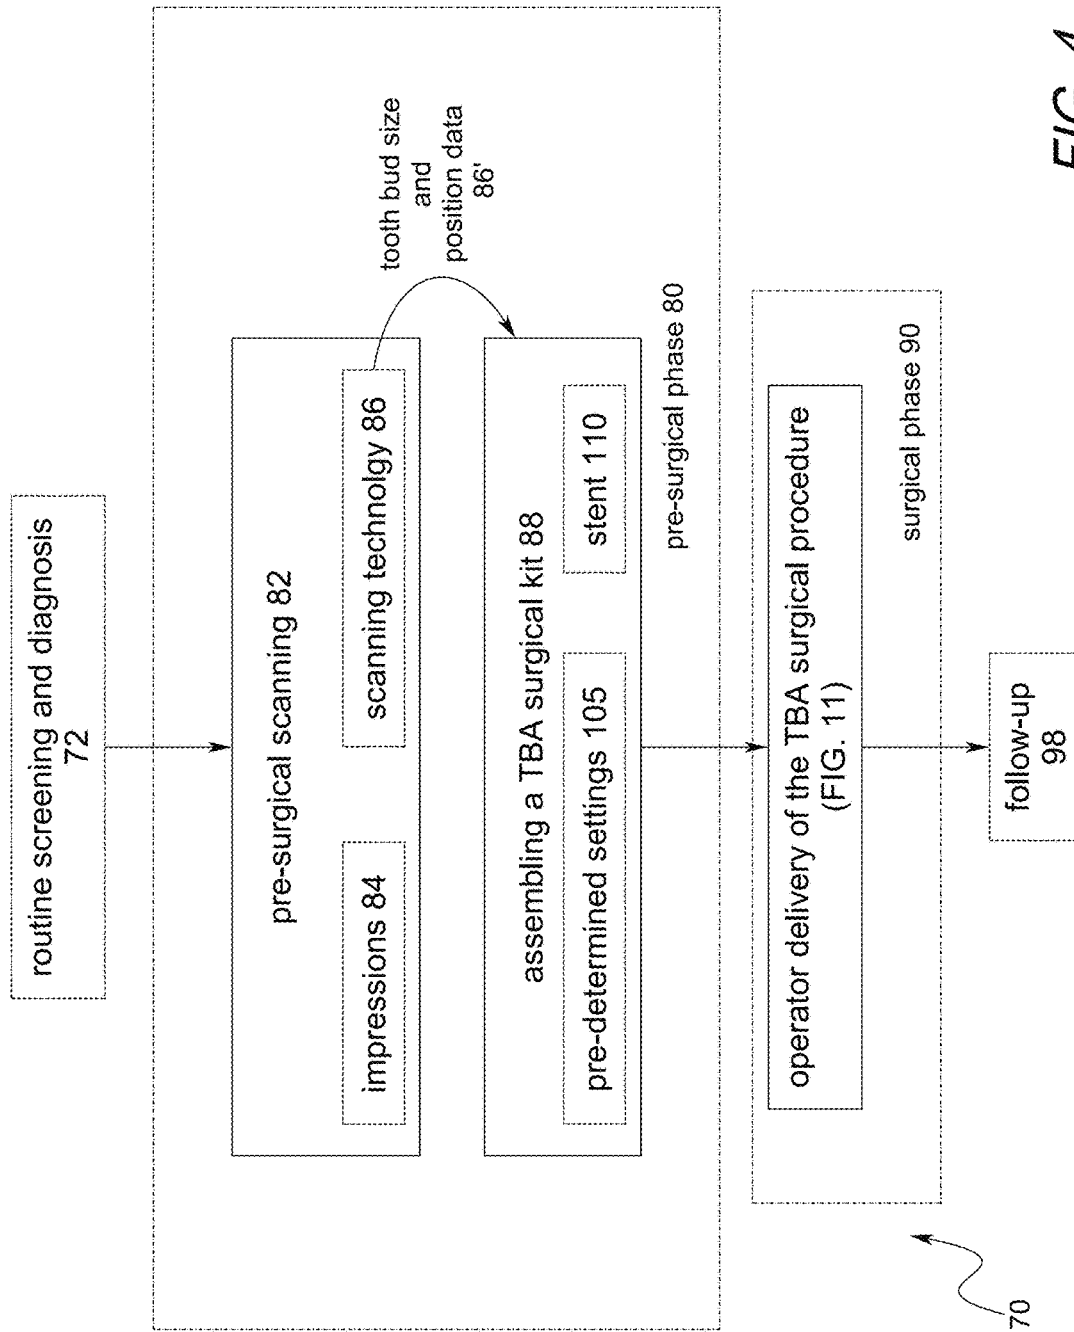 routine screening and diagnosis
72
pre-surgical scanning 82
impressions 84
scanning technolgy 86
tooth bud size
and
position data
86'
assembling a TBA surgical kit 88
pre-determined settings 105
stent 110
pre-surgical phase 80
operator delivery of the TBA surgical procedure
(FIG. 11)
surgical phase 90
follow-up
98
70
FIG. 4